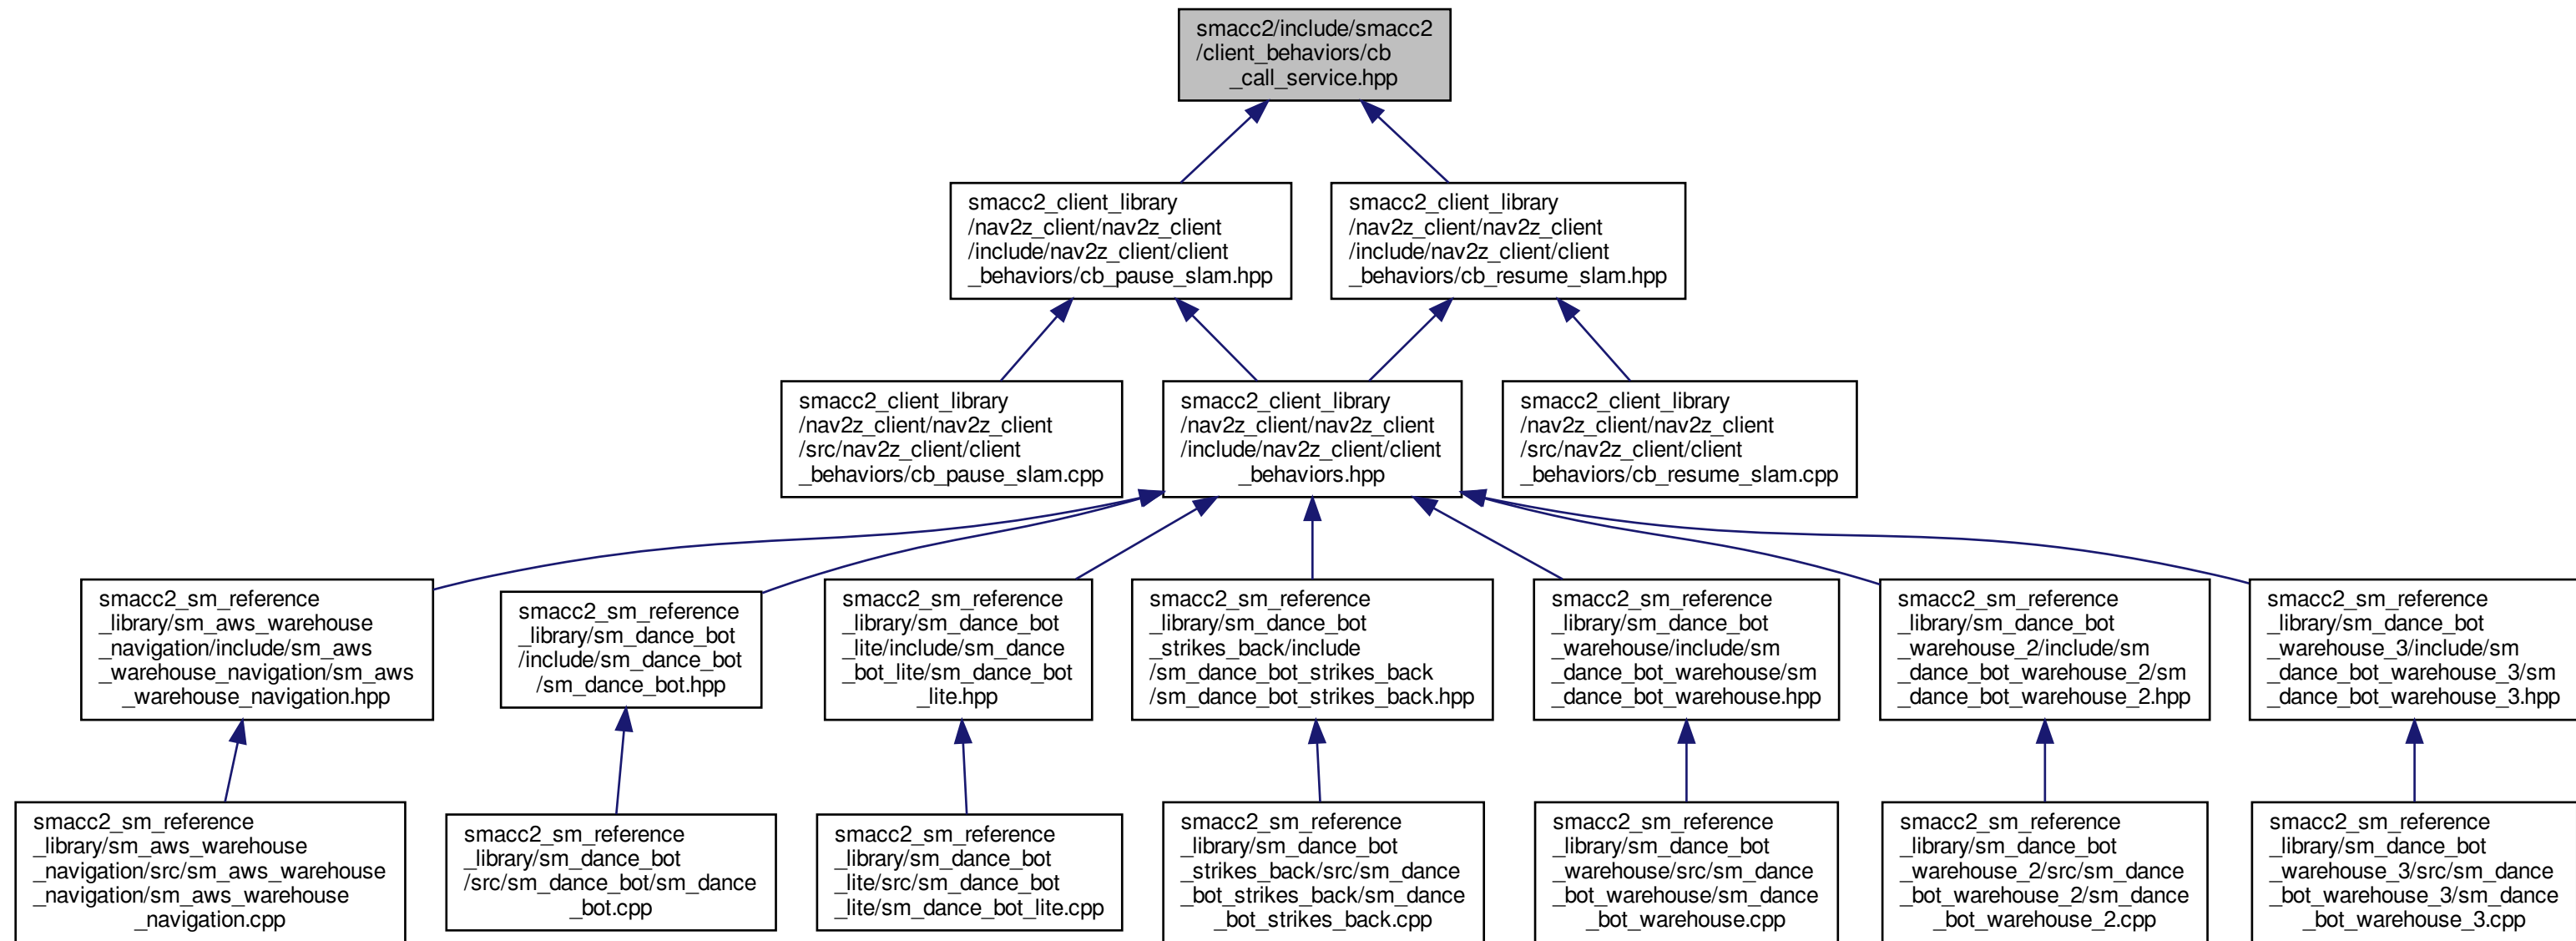 smacc2/include/smacc2
/client_behaviors/cb
_call_service.hpp
smacc2_client_library
/nav2z_client/nav2z_client
/include/nav2z_client/client
_behaviors/cb_pause_slam.hpp
smacc2_client_library
/nav2z_client/nav2z_client
/include/nav2z_client/client
_behaviors/cb_resume_slam.hpp
smacc2_client_library
/nav2z_client/nav2z_client
/src/nav2z_client/client
_behaviors/cb_pause_slam.cpp
smacc2_client_library
/nav2z_client/nav2z_client
/include/nav2z_client/client
_behaviors.hpp
smacc2_client_library
/nav2z_client/nav2z_client
/src/nav2z_client/client
_behaviors/cb_resume_slam.cpp
smacc2_sm_reference
_library/sm_aws_warehouse
_navigation/include/sm_aws
_warehouse_navigation/sm_aws
_warehouse_navigation.hpp
smacc2_sm_reference
_library/sm_dance_bot
/include/sm_dance_bot
/sm_dance_bot.hpp
smacc2_sm_reference
_library/sm_dance_bot
_lite/include/sm_dance
_bot_lite/sm_dance_bot
_lite.hpp
smacc2_sm_reference
_library/sm_dance_bot
_strikes_back/include
/sm_dance_bot_strikes_back
/sm_dance_bot_strikes_back.hpp
smacc2_sm_reference
_library/sm_dance_bot
_warehouse/include/sm
_dance_bot_warehouse/sm
_dance_bot_warehouse.hpp
smacc2_sm_reference
_library/sm_dance_bot
_warehouse_2/include/sm
_dance_bot_warehouse_2/sm
_dance_bot_warehouse_2.hpp
smacc2_sm_reference
_library/sm_dance_bot
_warehouse_3/include/sm
_dance_bot_warehouse_3/sm
_dance_bot_warehouse_3.hpp
smacc2_sm_reference
_library/sm_aws_warehouse
_navigation/src/sm_aws_warehouse
_navigation/sm_aws_warehouse
_navigation.cpp
smacc2_sm_reference
_library/sm_dance_bot
/src/sm_dance_bot/sm_dance
_bot.cpp
smacc2_sm_reference
_library/sm_dance_bot
_lite/src/sm_dance_bot
_lite/sm_dance_bot_lite.cpp
smacc2_sm_reference
_library/sm_dance_bot
_strikes_back/src/sm_dance
_bot_strikes_back/sm_dance
_bot_strikes_back.cpp
smacc2_sm_reference
_library/sm_dance_bot
_warehouse/src/sm_dance
_bot_warehouse/sm_dance
_bot_warehouse.cpp
smacc2_sm_reference
_library/sm_dance_bot
_warehouse_2/src/sm_dance
_bot_warehouse_2/sm_dance
_bot_warehouse_2.cpp
smacc2_sm_reference
_library/sm_dance_bot
_warehouse_3/src/sm_dance
_bot_warehouse_3/sm_dance
_bot_warehouse_3.cpp